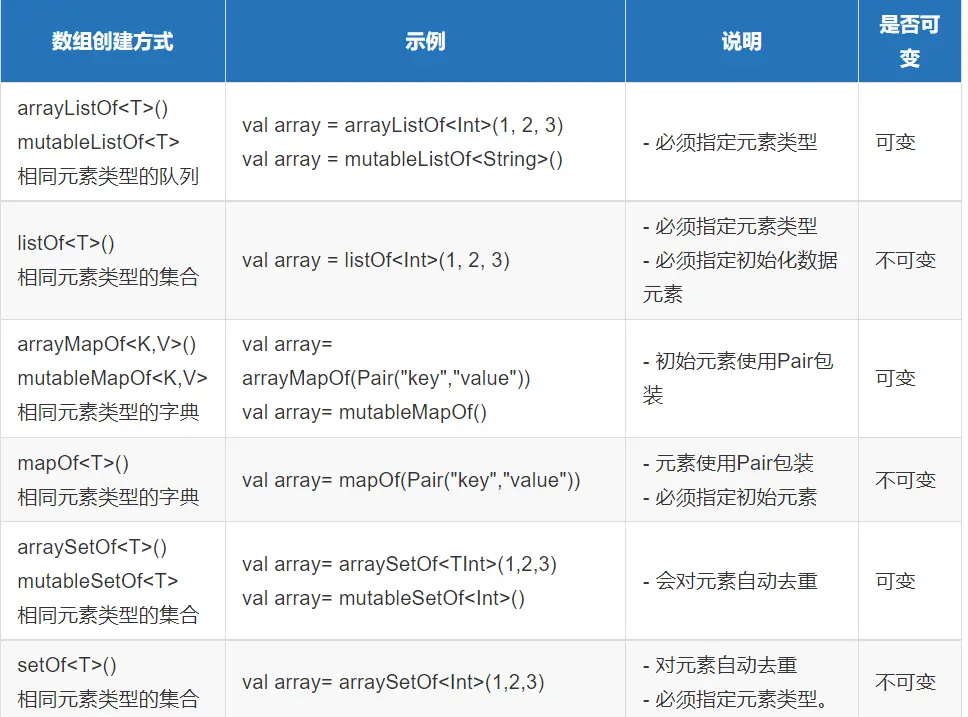 数组创建方式
示例
说明
是否可
变
arrayListOf<T>()
mutableListOf<T>
相同元素类型的队列
val array = arrayListOf<Int>(1, 2, 3)
val array = mutableListOf<String>()
- 必须指定元素类型
可变
listOf<T>()
相同元素类型的集合
val array = listOf<Int>(1, 2, 3)
- 必须指定元素类型
- 必须指定初始化数据
元素
不可变
arrayMapOf<K,V>()
mutableMapOf<K,V>
相同元素类型的字典
val array=
arrayMapOf(Pair("key","value"))
val array= mutableMapOf()
- 初始元素使用Pair包
装
可变
mapOf<T>()
相同元素类型的字典
val array= mapOf(Pair("key","value"))
- 元素使用Pair包装
- 必须指定初始元素
不可变
arraySetOf<T>()
mutableSetOf<T>
相同元素类型的集合
val array= arraySetOf<TInt>(1,2,3)
val array= mutableSetOf<Int>()
- 会对元素自动去重
可变
setOf<T>()
相同元素类型的集合
val array= arraySetOf<Int>(1,2,3)
- 对元素自动去重
- 必须指定元素类型。
不可变